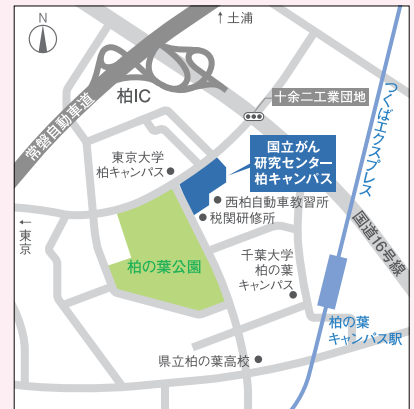 N
↑土浦
常磐自動車道
柏IC
十余二工業団地
つくばエクスプレス
国立がん
研究センター
柏キャンパス
東京大学
柏キャンパス
西柏自動車教習所
税関研修所
国道16号線
←
東京
柏の葉公園
千葉大学
柏の葉
キャンパス
柏の葉
キャンパス駅
県立柏の葉高校